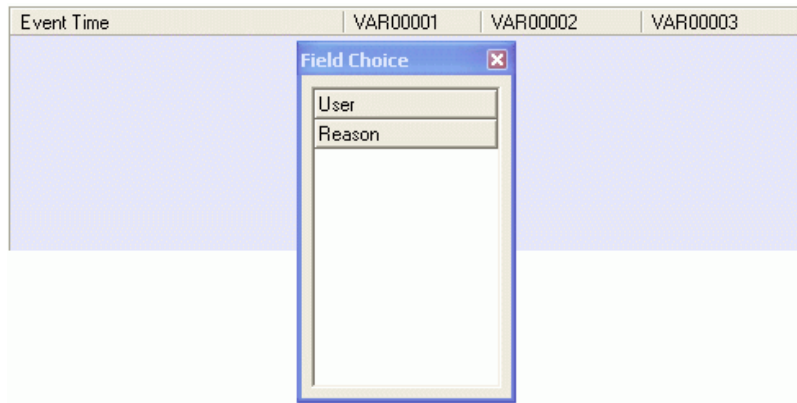 Event Time VAR00001 VAR00002 VAR00003
Field Choice
User
Reason